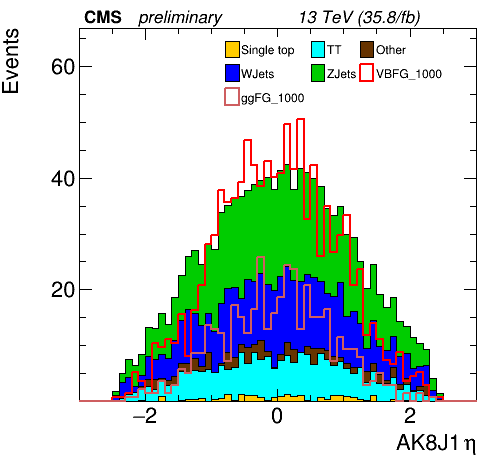 CMS preliminary 13 TeV (35.8/fb)
Events
Single top TT Other
WJets ZJets VBFG_1000
ggFG_1000
60
40
20
−2 0 2
AK8J1 η